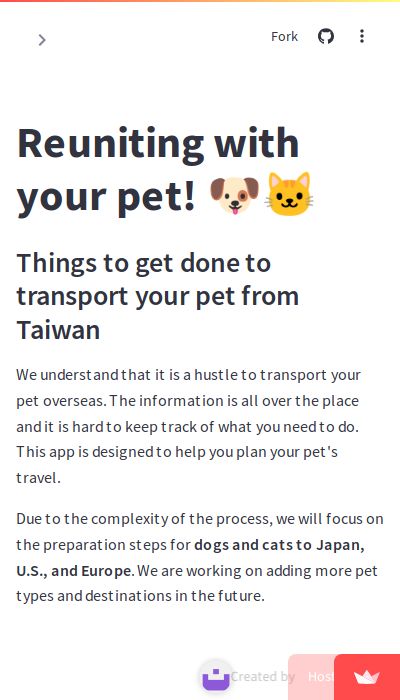 Fork
Reuniting with
your pet! 🐶🐱
Things to get done to
transport your pet from
Taiwan
We understand that it is a hustle to transport your
pet overseas. The information is all over the place
and it is hard to keep track of what you need to do.
This app is designed to help you plan your pet's
travel.
Due to the complexity of the process, we will focus on
the preparation steps for dogs and cats to Japan,
U.S., and Europe. We are working on adding more pet
types and destinations in the future.
Created by Host